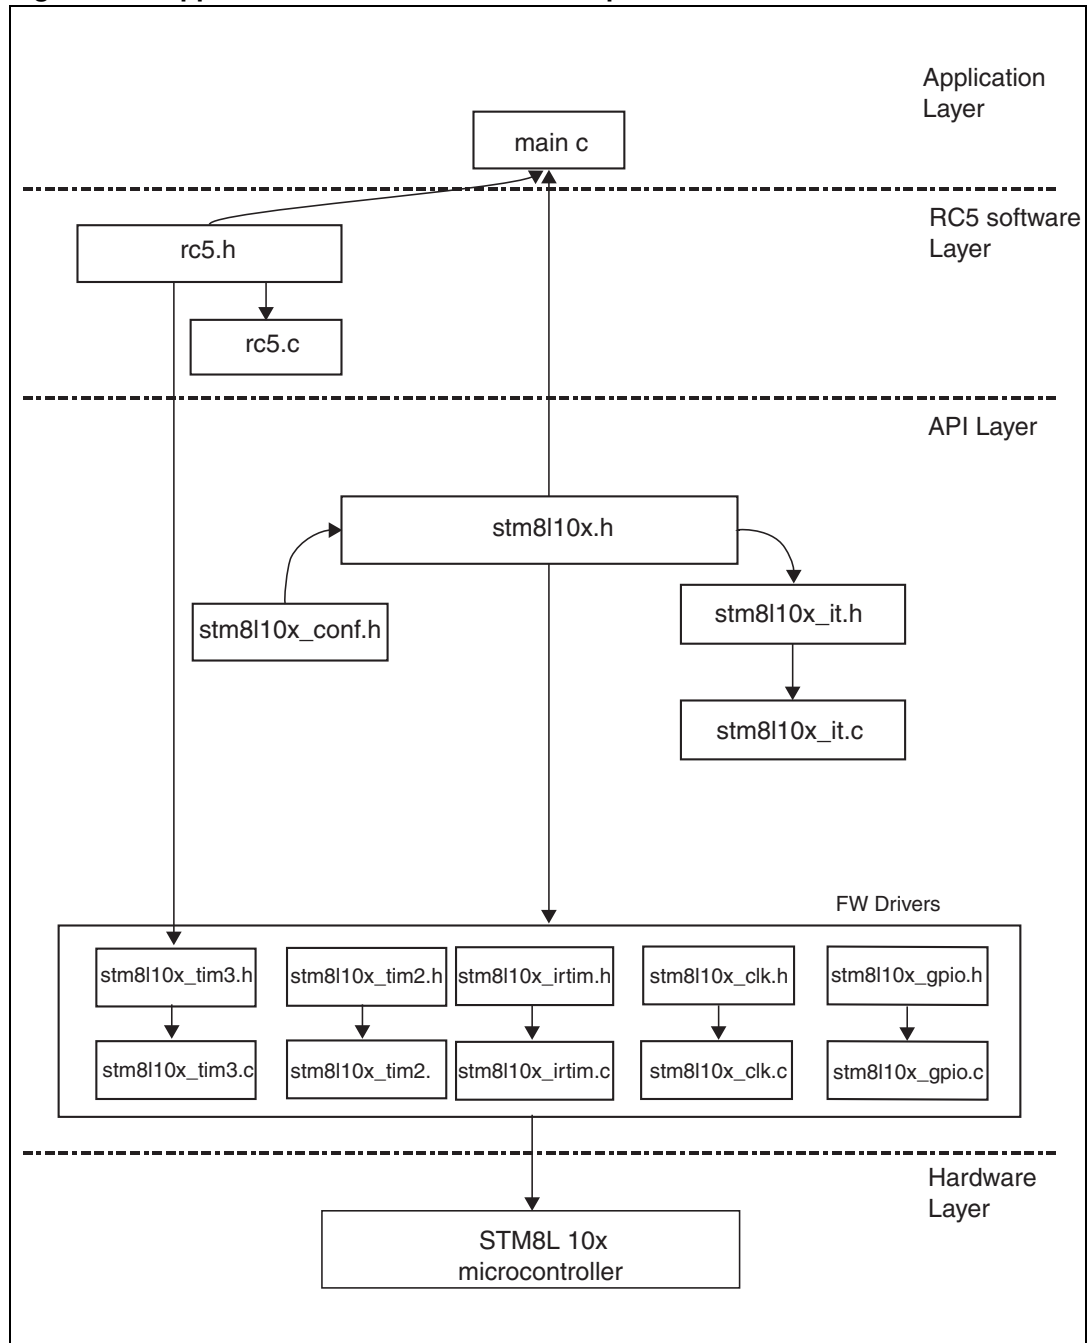 Application
Layer
main c
RC5 software
Layer
rc5.h
rc5.c
API Layer
stm8l10x.h
stm8l10x_conf.h
stm8l10x_it.h
stm8l10x_it.c
FW Drivers
stm8l10x_tim3.h
stm8l10x_tim2.h
stm8l10x_irtim.h
stm8l10x_clk.h
stm8l10x_gpio.h
stm8l10x_tim3.c
stm8l10x_tim2.
stm8l10x_irtim.c
stm8l10x_clk.c
stm8l10x_gpio.c
Hardware
Layer
STM8L 10x
microcontroller